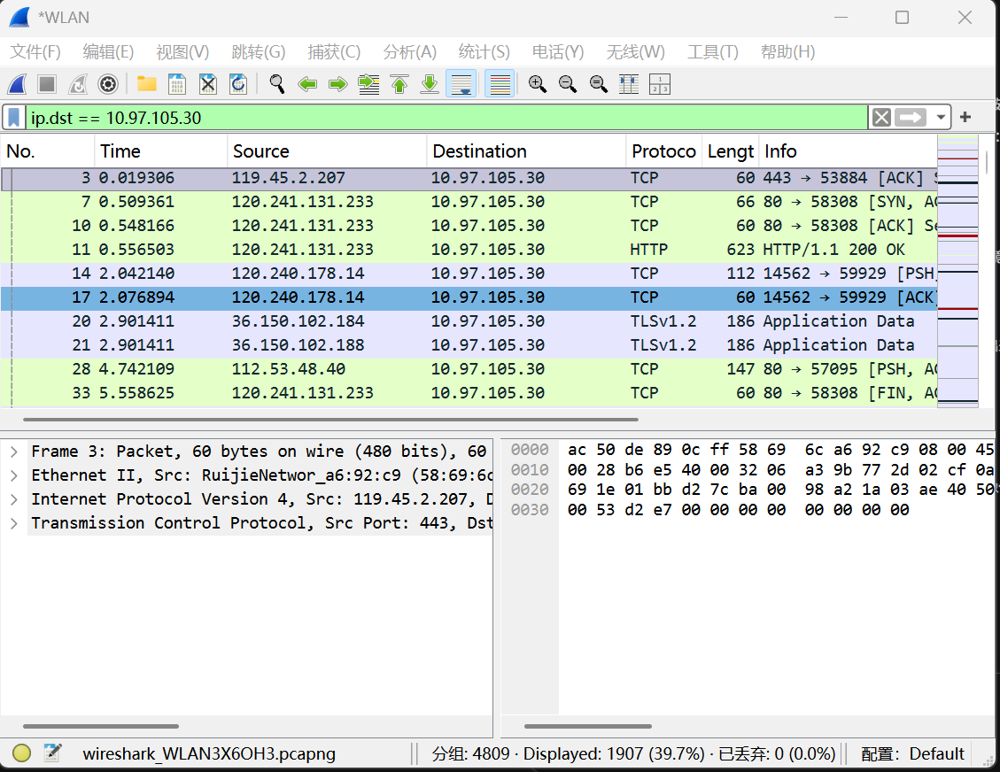 *WLAN
文件(F) 编辑(E) 视图(V) 跳转(G) 捕获(C) 分析(A) 统计(S) 电话(Y) 无线(W) 工具(T) 帮助(H)
ip.dst == 10.97.105.30
No. Time Source Destination Protoco Lengt Info
3 0.019306 119.45.2.207 10.97.105.30 TCP 60 443 → 53884 [ACK] S
7 0.509361 120.241.131.233 10.97.105.30 TCP 66 80 → 58308 [SYN, AC
10 0.548166 120.241.131.233 10.97.105.30 TCP 60 80 → 58308 [ACK] Se
11 0.556503 120.241.131.233 10.97.105.30 HTTP 623 HTTP/1.1 200 OK
14 2.042140 120.240.178.14 10.97.105.30 TCP 112 14562 → 59929 [PSH,
17 2.076894 120.240.178.14 10.97.105.30 TCP 60 14562 → 59929 [ACK]
20 2.901411 36.150.102.184 10.97.105.30 TLSv1.2 186 Application Data
21 2.901411 36.150.102.188 10.97.105.30 TLSv1.2 186 Application Data
28 4.742109 112.53.48.40 10.97.105.30 TCP 147 80 → 57095 [PSH, AC
33 5.558625 120.241.131.233 10.97.105.30 TCP 60 80 → 58308 [FIN, AC
Frame 3: Packet, 60 bytes on wire (480 bits), 60
Ethernet II, Src: RuijieNetwor_a6:92:c9 (58:69:6c
Internet Protocol Version 4, Src: 119.45.2.207, D
Transmission Control Protocol, Src Port: 443, Dst
0000 ac 50 de 89 0c ff 58 69 6c a6 92 c9 08 00 45
0010 00 28 b6 e5 40 00 32 06 a3 9b 77 2d 02 cf 0a
0020 69 1e 01 bb d2 7c ba 00 98 a2 1a 03 ae 40 50
0030 00 53 d2 e7 00 00 00 00 00 00 00 00
wireshark_WLAN3X6OH3.pcapng 分组: 4809 · Displayed: 1907 (39.7%) · 已丢弃: 0 (0.0%) 配置: Default